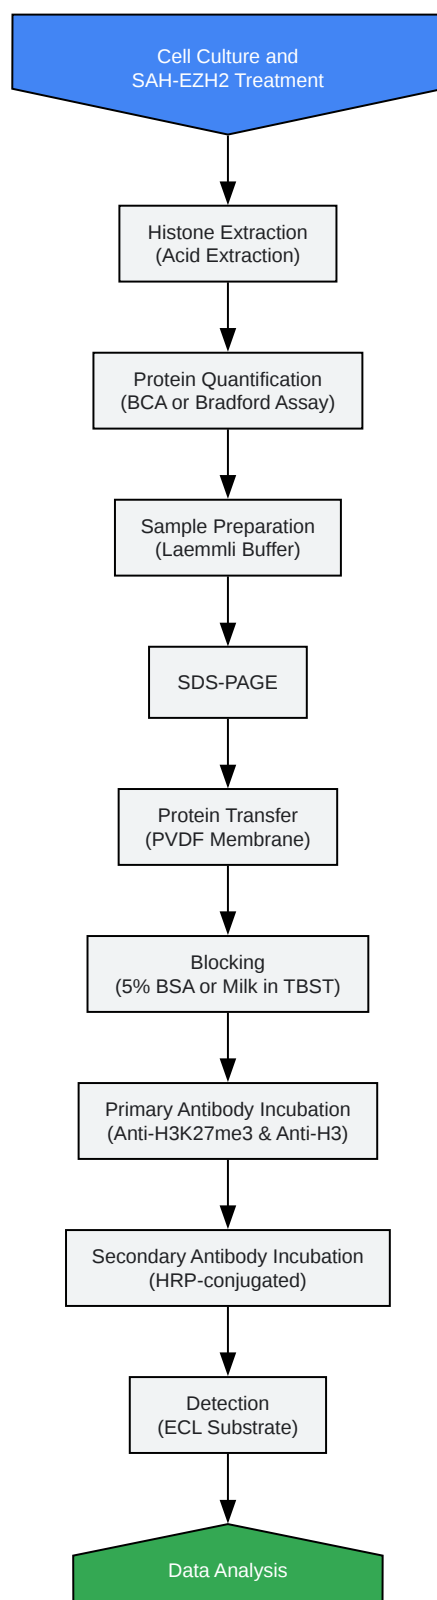 Cell Culture and
SAH-EZH2 Treatment
Histone Extraction
(Acid Extraction)
Protein Quantification
(BCA or Bradford Assay)
Sample Preparation
(Laemmli Buffer)
SDS-PAGE
Protein Transfer
(PVDF Membrane)
Blocking
(5% BSA or Milk in TBST)
Primary Antibody Incubation
(Anti-H3K27me3 & Anti-H3)
Secondary Antibody Incubation
(HRP-conjugated)
Detection
(ECL Substrate)
Data Analysis